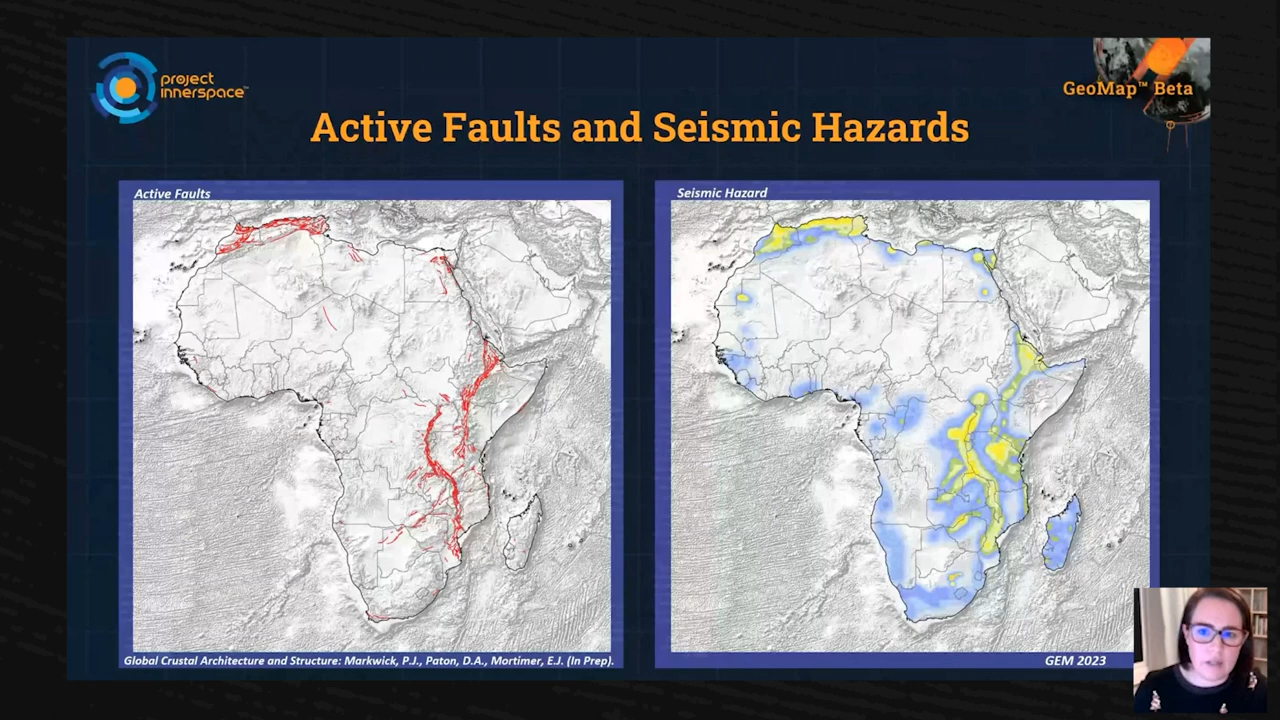 project
innerspace™
GeoMap™ Beta
Active Faults and Seismic Hazards
Active Faults
Seismic Hazard
Global Crustal Architecture and Structure: Markwick, P.J., Paton, D.A., Mortimer, E.J. (In Prep).
GEM 2023